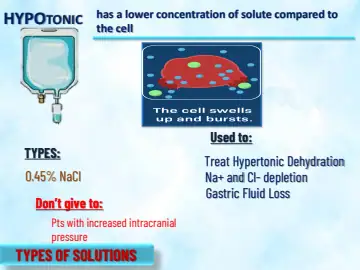 HYPOTONIC
has a lower concentration of solute compared to
the cell
The cell swells
up and bursts.
Used to:
Treat Hypertonic Dehydration
Na+ and Cl- depletion
Gastric Fluid Loss
TYPES:
0.45% NaCl
Don't give to:
Pts with increased intracranial
pressure
TYPES OF SOLUTIONS